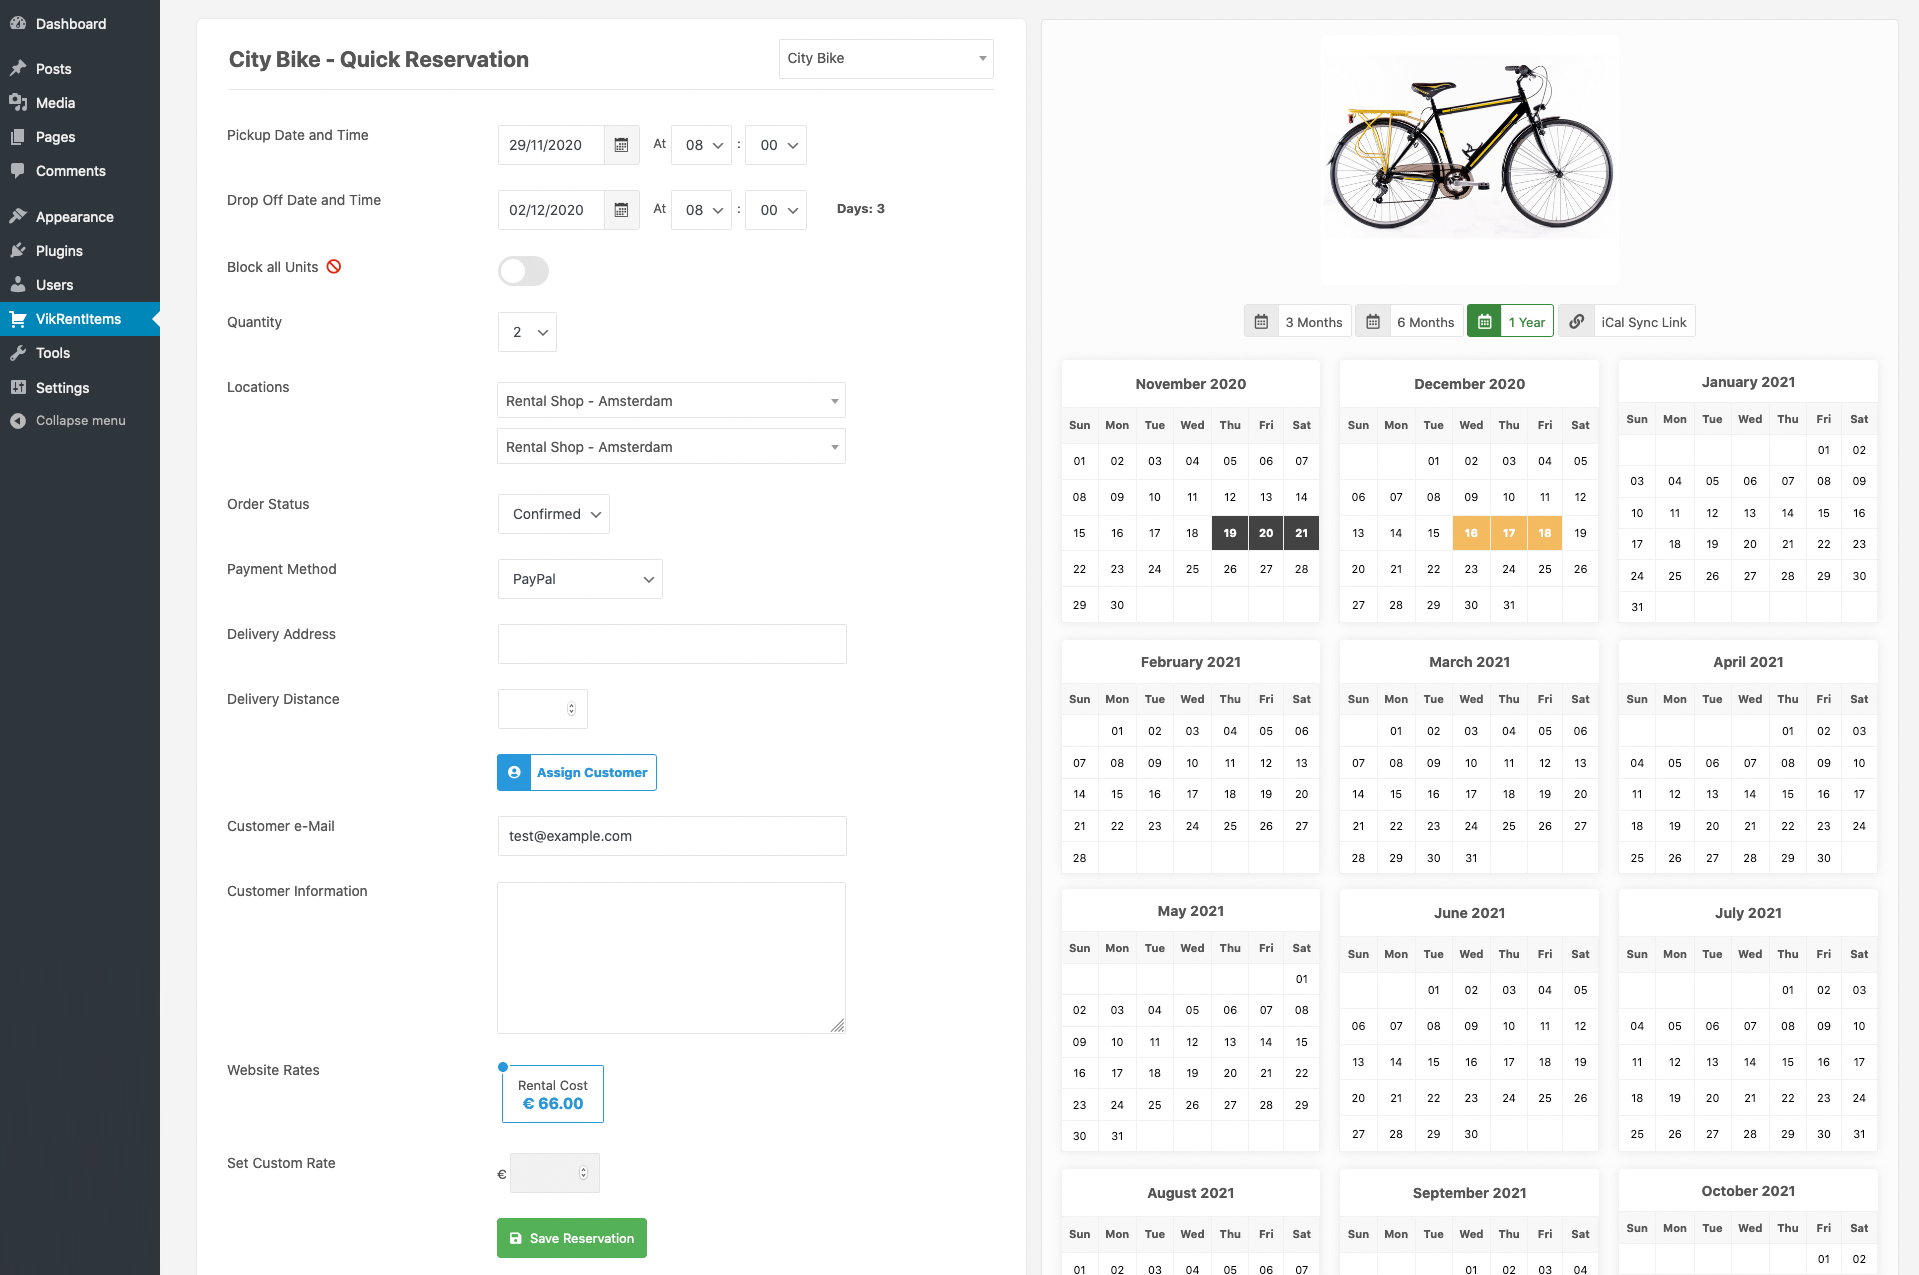 Dashboard
Posts
Media
Pages
Comments
Appearance
Plugins
Users
VikRentItems
Tools
Settings
Collapse menu
City Bike - Quick Reservation
City Bike
Pickup Date and Time
29/11/2020 At 08 : 00
Drop Off Date and Time
02/12/2020 At 08 : 00 Days: 3
Block all Units
Quantity
2
Locations
Rental Shop - Amsterdam
Rental Shop - Amsterdam
Order Status
Confirmed
Payment Method
PayPal
Delivery Address
Delivery Distance
Assign Customer
Customer e-Mail
test@example.com
Customer Information
Website Rates
Rental Cost
€ 66.00
Set Custom Rate
€
Save Reservation
3 Months 6 Months 1 Year iCal Sync Link
November 2020
Sun Mon Tue Wed Thu Fri Sat
01 02 03 04 05 06 07
08 09 10 11 12 13 14
15 16 17 18 19 20 21
22 23 24 25 26 27 28
29 30
December 2020
Sun Mon Tue Wed Thu Fri Sat
01 02 03 04 05
06 07 08 09 10 11 12
13 14 15 16 17 18 19
20 21 22 23 24 25 26
27 28 29 30 31
January 2021
Sun Mon Tue Wed Thu Fri Sat
01 02
03 04 05 06 07 08 09
10 11 12 13 14 15 16
17 18 19 20 21 22 23
24 25 26 27 28 29 30
31
February 2021
Sun Mon Tue Wed Thu Fri Sat
01 02 03 04 05 06
07 08 09 10 11 12 13
14 15 16 17 18 19 20
21 22 23 24 25 26 27
28
March 2021
Sun Mon Tue Wed Thu Fri Sat
01 02 03 04 05 06
07 08 09 10 11 12 13
14 15 16 17 18 19 20
21 22 23 24 25 26 27
28 29 30 31
April 2021
Sun Mon Tue Wed Thu Fri Sat
01 02 03
04 05 06 07 08 09 10
11 12 13 14 15 16 17
18 19 20 21 22 23 24
25 26 27 28 29 30
May 2021
Sun Mon Tue Wed Thu Fri Sat
01
02 03 04 05 06 07 08
09 10 11 12 13 14 15
16 17 18 19 20 21 22
23 24 25 26 27 28 29
30 31
June 2021
Sun Mon Tue Wed Thu Fri Sat
01 02 03 04 05
06 07 08 09 10 11 12
13 14 15 16 17 18 19
20 21 22 23 24 25 26
27 28 29 30
July 2021
Sun Mon Tue Wed Thu Fri Sat
01 02 03
04 05 06 07 08 09 10
11 12 13 14 15 16 17
18 19 20 21 22 23 24
25 26 27 28 29 30 31
August 2021
Sun Mon Tue Wed Thu Fri Sat
01 02 03 04 05 06 07
September 2021
Sun Mon Tue Wed Thu Fri Sat
01 02 03 04
October 2021
Sun Mon Tue Wed Thu Fri Sat
01 02